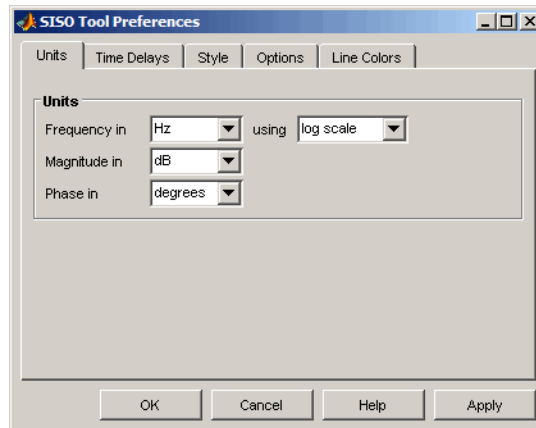 SISO Tool Preferences
Units Time Delays Style Options Line Colors
Units
Frequency in Hz using log scale
Magnitude in dB
Phase in degrees
OK Cancel Help Apply